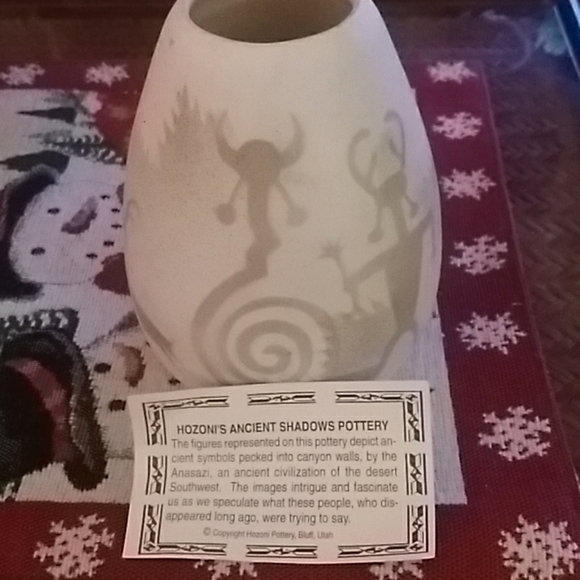 HOZONI'S ANCIENT SHADOWS POTTERY
The figures represented on this pottery depict an-
cient symbols pecked into canyon walls, by the
Anasazi, an ancient civilization of the desert
Southwest. The images intrigue and fascinate
us as we speculate what these people, who dis-
appeared long ago, were trying to say.
© Copyright Hozoni Pottery, Bluff, Utah